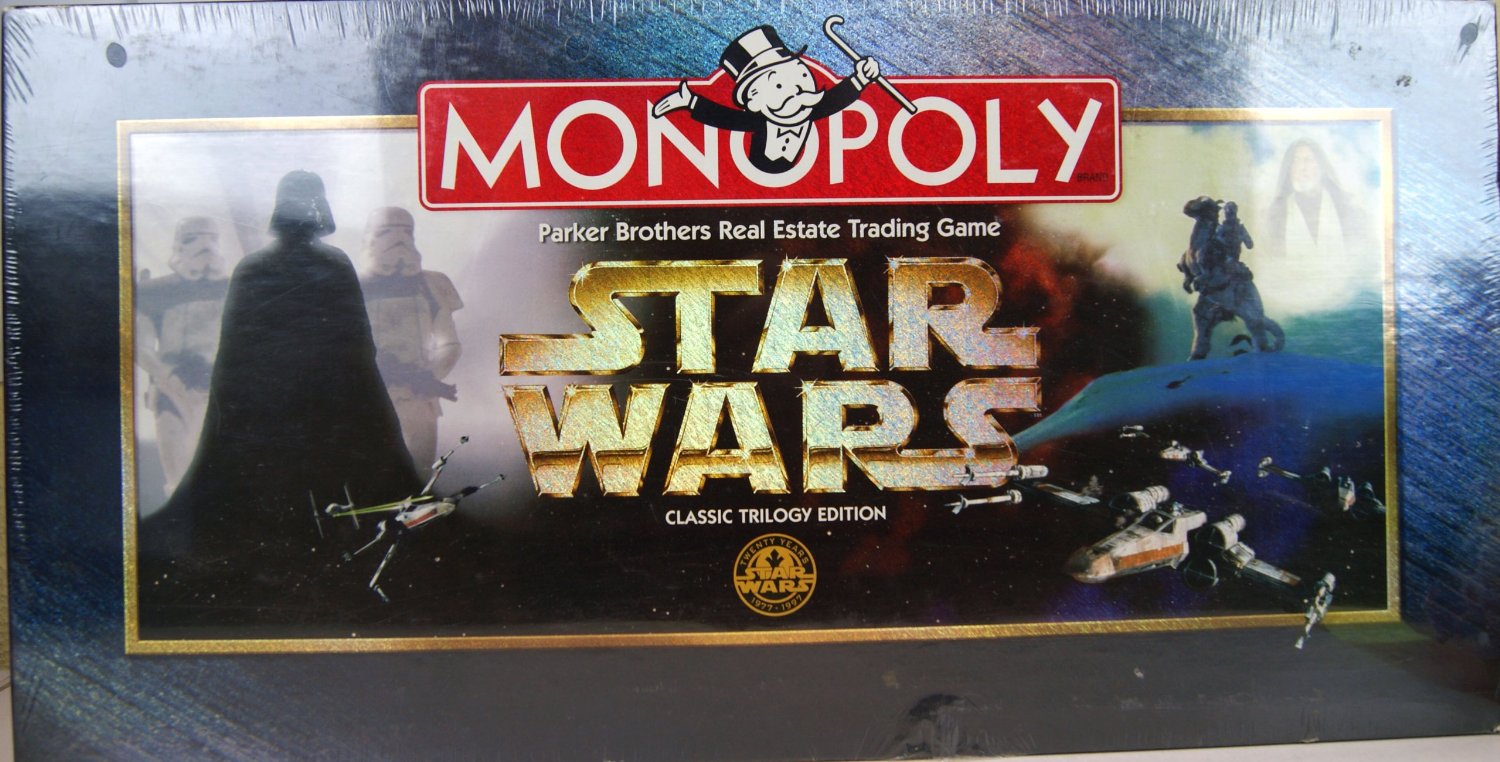 MONOPOLY
BRAND
Parker Brothers Real Estate Trading Game
STAR
WARS
CLASSIC TRILOGY EDITION
TWENTY YEARS
STAR
WARS
1977 • 1997